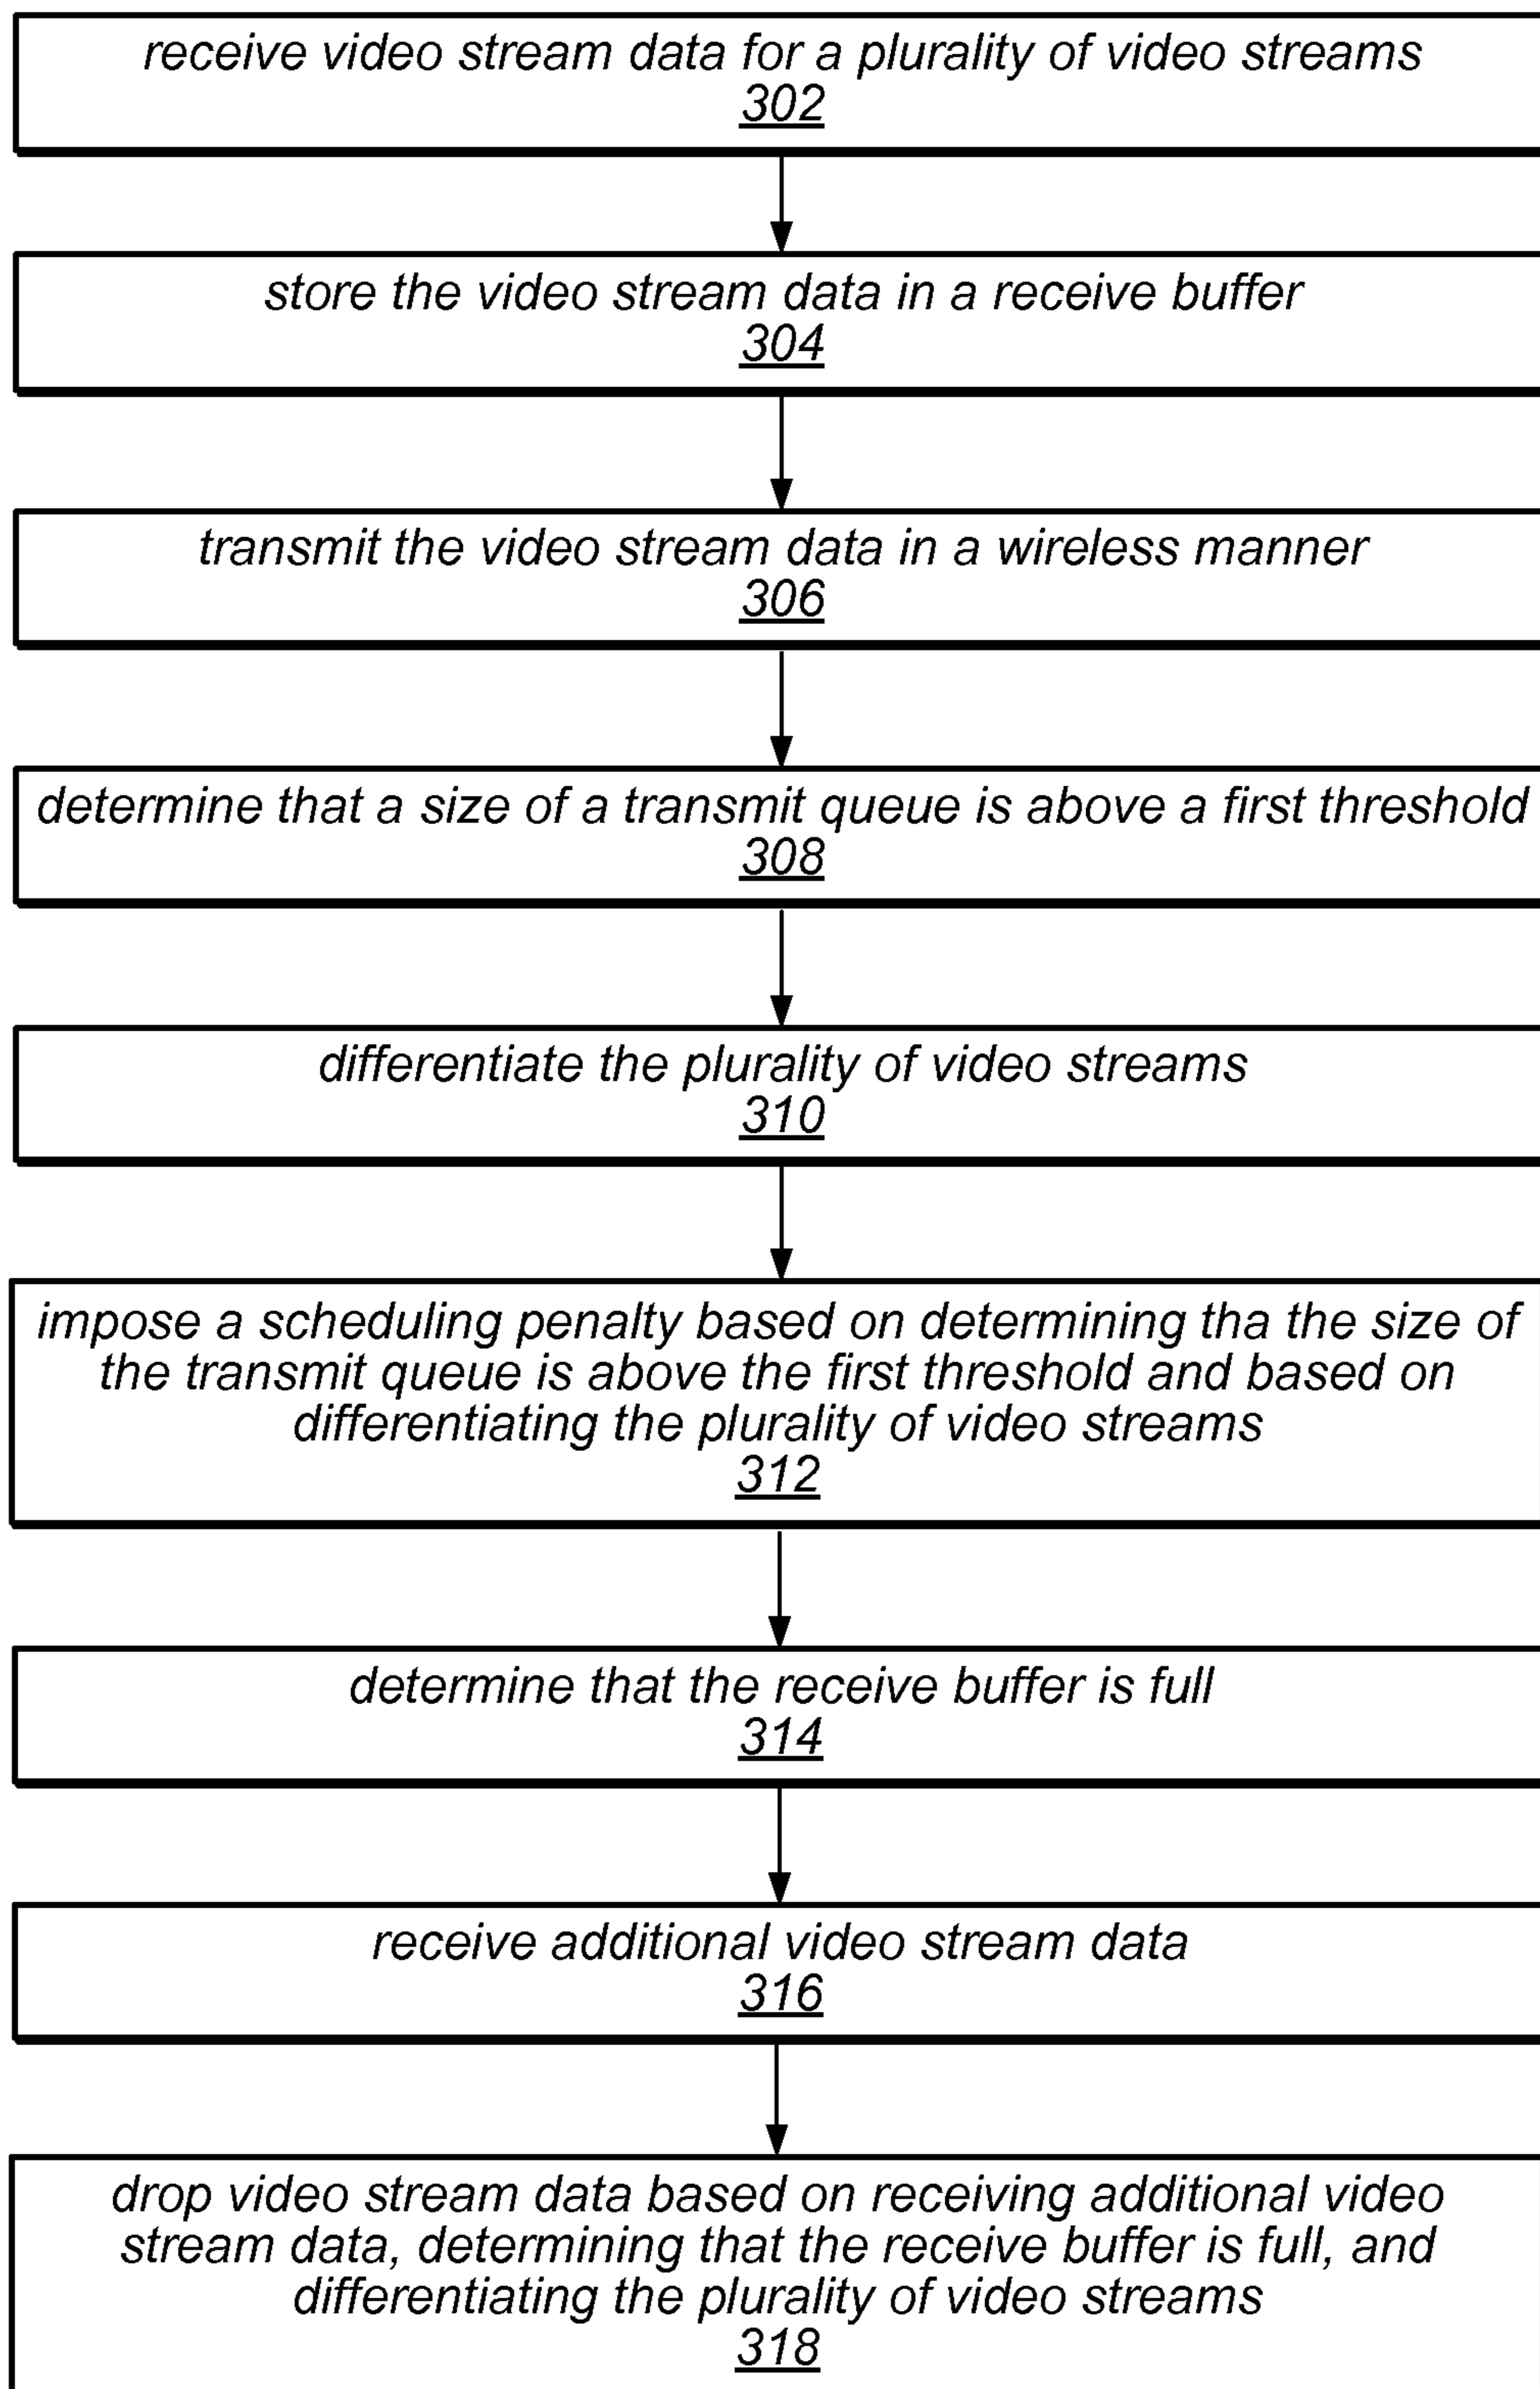 receive video stream data for a plurality of video streams
302
store the video stream data in a receive buffer
304
transmit the video stream data in a wireless manner
306
determine that a size of a transmit queue is above a first threshold
308
differentiate the plurality of video streams
310
impose a scheduling penalty based on determining tha the size of
the transmit queue is above the first threshold and based on
differentiating the plurality of video streams
312
determine that the receive buffer is full
314
receive additional video stream data
316
drop video stream data based on receiving additional video
stream data, determining that the receive buffer is full, and
differentiating the plurality of video streams
318